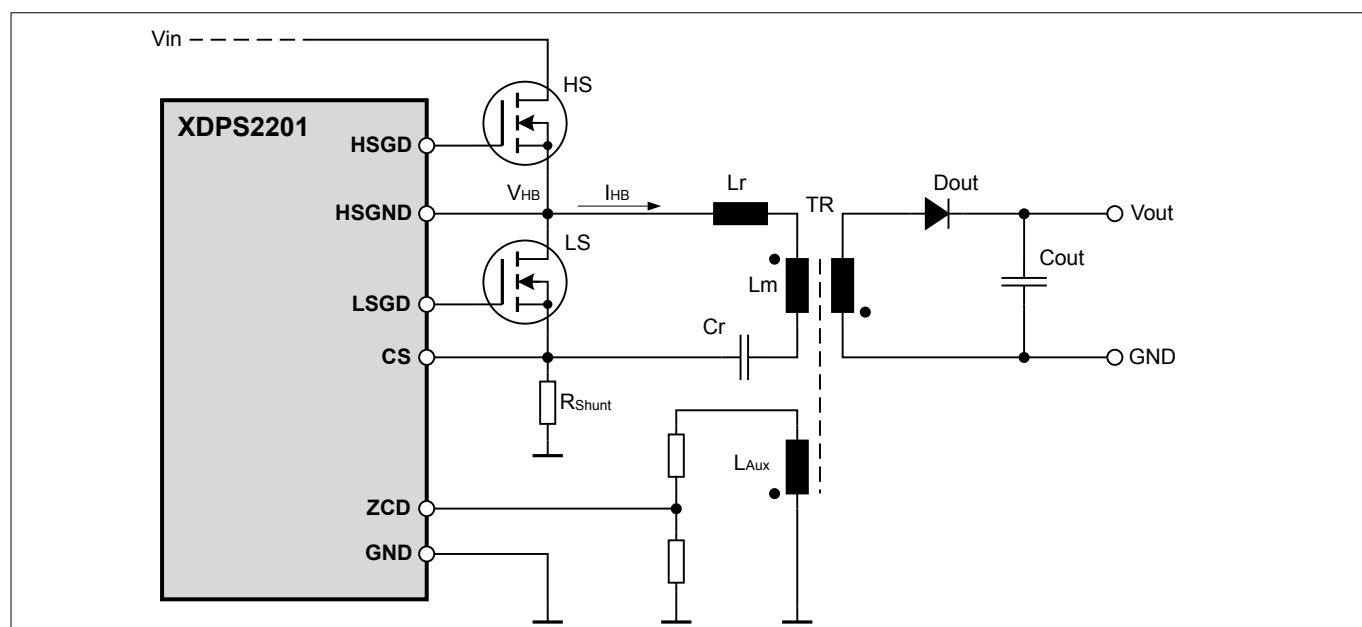 Vin
HS
XDPS2201
HSGD
VHB
IHB
Lr
TR
Dout
HSGND
Vout
LS
Lm
Cout
LSGD
Cr
CS
GND
RShunt
LAux
ZCD
GND